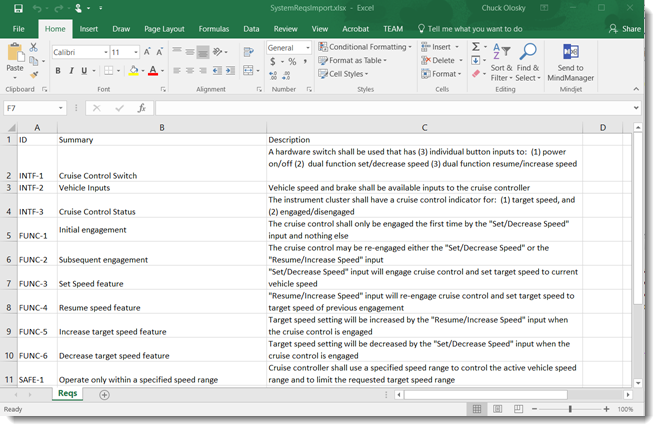 SystemReqsImport.xlsx - Excel
Chuck Olosky
File Home Insert Draw Page Layout Formulas Data Review View Acrobat TEAM Tell me what you want to do Share
Paste
Clipboard
Calibri 11
B I U
Font
Alignment
General
$ % ,
Number
Conditional Formatting
Format as Table
Cell Styles
Styles
Insert
Delete
Format
Cells
Sort & Filter
Find & Select
Editing
Send to MindManager
Mindjet
F7 fx
A B C D
1 ID Summary Description
2 INTF-1 Cruise Control Switch A hardware switch shall be used that has (3) individual button inputs to: (1) power
on/off (2) dual function set/decrease speed (3) dual function resume/increase speed
3 INTF-2 Vehicle Inputs Vehicle speed and brake shall be available inputs to the cruise controller
4 INTF-3 Cruise Control Status The instrument cluster shall have a cruise control indicator for: (1) target speed, and
(2) engaged/disengaged
5 FUNC-1 Initial engagement The cruise control shall only be engaged the first time by the "Set/Decrease Speed"
input and nothing else
6 FUNC-2 Subsequent engagement The cruise control may be re-engaged either the "Set/Decrease Speed" or the
"Resume/Increase Speed" input
7 FUNC-3 Set Speed feature "Set/Decrease Speed" input will engage cruise control and set target speed to current
vehicle speed
8 FUNC-4 Resume speed feature "Resume/Increase Speed" input will re-engage cruise control and set target speed to
target speed of previous engagement
9 FUNC-5 Increase target speed feature Target speed setting will be increased by the "Resume/Increase Speed" input when
the cruise control is engaged
10 FUNC-6 Decrease target speed feature Target speed setting will be decreased by the "Set/Decrease Speed" input when the
cruise control is engaged
11 SAFE-1 Operate only within a specified speed range Cruise controller shall use a specified speed range to control the active vehicle speed
range and to limit the requested target speed range
Reqs
Ready 100%